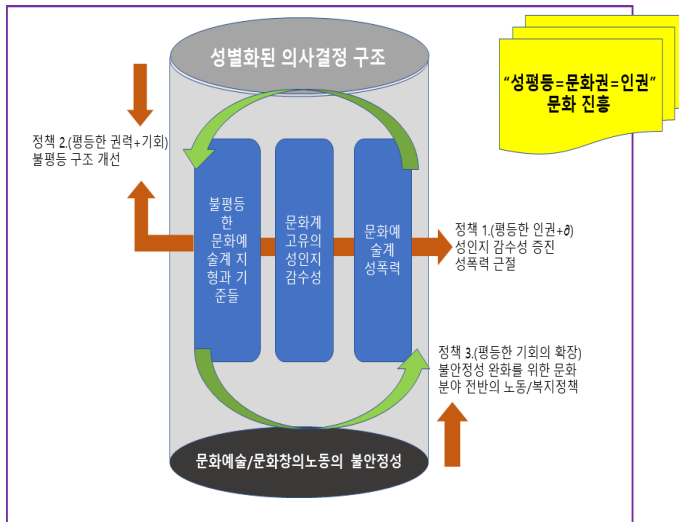 성별화된 의사결정 구조
“성평등=문화권=인권”
문화 진흥
정책 2.(평등한 권력+기회)
불평등 구조 개선
불평등
한
문화예
술계 지
형과 기
준들
문화계
고유의
성인지
감수성
문화예
술계
성폭력
정책 1.(평등한 인권+∂)
성인지 감수성 증진
성폭력 근절
정책 3.(평등한 기회의 확장)
불안정성 완화를 위한 문화
분야 전반의 노동/복지정책
문화예술/문화창의노동의 불안정성